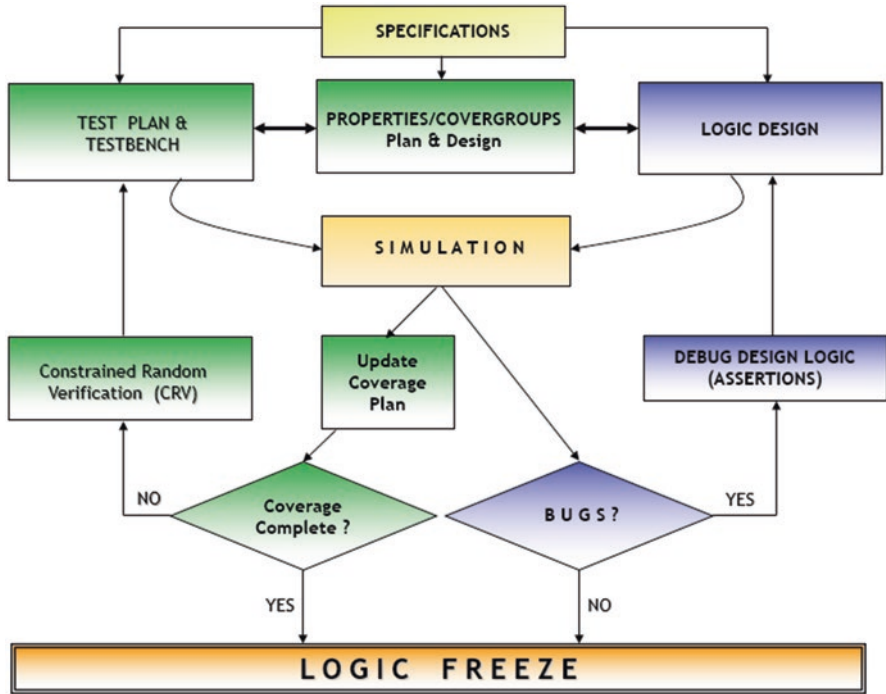 SPECIFICATIONS
TEST PLAN &
TESTBENCH
PROPERTIES/COVERGROUPS
Plan & Design
LOGIC DESIGN
SIMULATION
Constrained Random
Verification (CRV)
Update
Coverage
Plan
DEBUG DESIGN LOGIC
(ASSERTIONS)
NO
Coverage
Complete ?
BUGS?
YES
YES
NO
LOGIC FREEZE